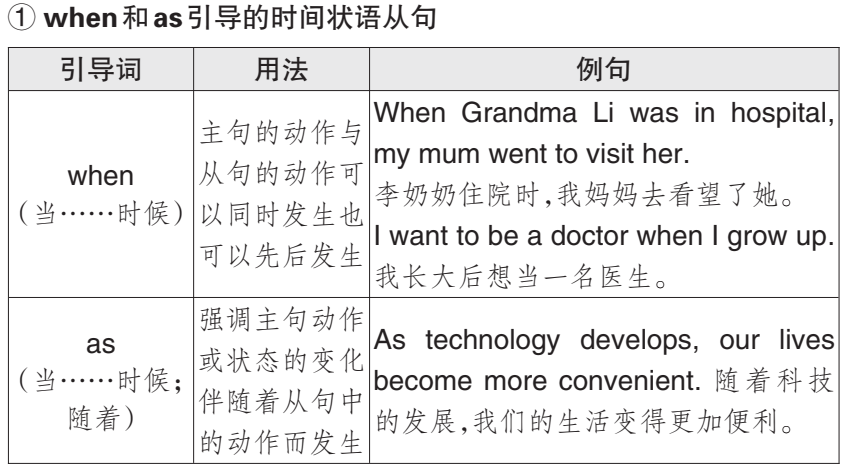 ① when和as引导的时间状语从句
引导词 用法 例句
when
(当……时候)
主句的动作与
从句的动作可
以同时发生也
可以先后发生
When Grandma Li was in hospital,
my mum went to visit her.
李奶奶住院时,我妈妈去看望了她。
I want to be a doctor when I grow up.
我长大后想当一名医生。
as
(当……时候;
随着)
强调主句动作
或状态的变化
伴随着从句中
的动作而发生
As technology develops, our lives
become more convenient. 随着科技
的发展,我们的生活变得更加便利。